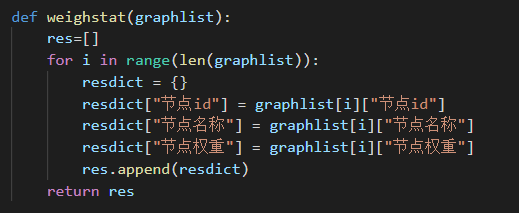 def weighstat(graphlist):
    res=[]
    for i in range(len(graphlist)):
        resdict = {}
        resdict["节点id"] = graphlist[i]["节点id"]
        resdict["节点名称"] = graphlist[i]["节点名称"]
        resdict["节点权重"] = graphlist[i]["节点权重"]
        res.append(resdict)
    return res